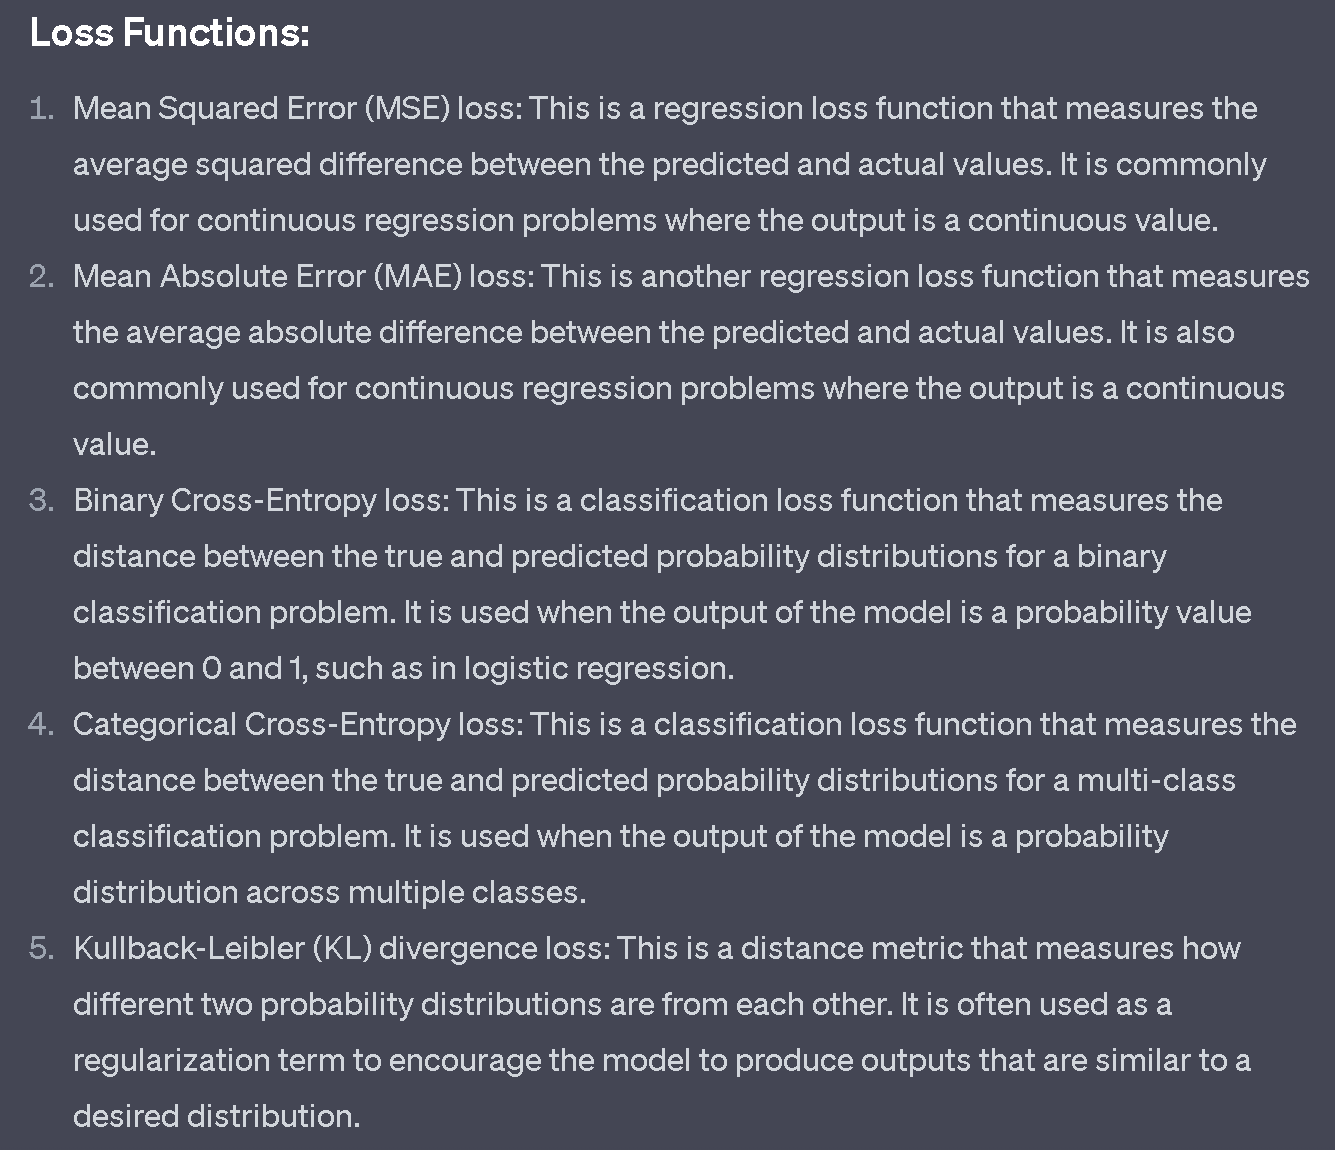 Loss Functions:
1. Mean Squared Error (MSE) loss: This is a regression loss function that measures the
average squared difference between the predicted and actual values. It is commonly
used for continuous regression problems where the output is a continuous value.
2. Mean Absolute Error (MAE) loss: This is another regression loss function that measures
the average absolute difference between the predicted and actual values. It is also
commonly used for continuous regression problems where the output is a continuous
value.
3. Binary Cross-Entropy loss: This is a classification loss function that measures the
distance between the true and predicted probability distributions for a binary
classification problem. It is used when the output of the model is a probability value
between 0 and 1, such as in logistic regression.
4. Categorical Cross-Entropy loss: This is a classification loss function that measures the
distance between the true and predicted probability distributions for a multi-class
classification problem. It is used when the output of the model is a probability
distribution across multiple classes.
5. Kullback-Leibler (KL) divergence loss: This is a distance metric that measures how
different two probability distributions are from each other. It is often used as a
regularization term to encourage the model to produce outputs that are similar to a
desired distribution.